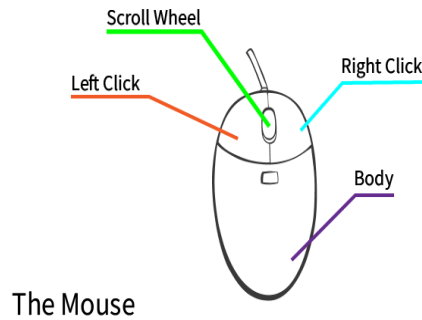 Scroll Wheel
Left Click
Right Click
Body
The Mouse